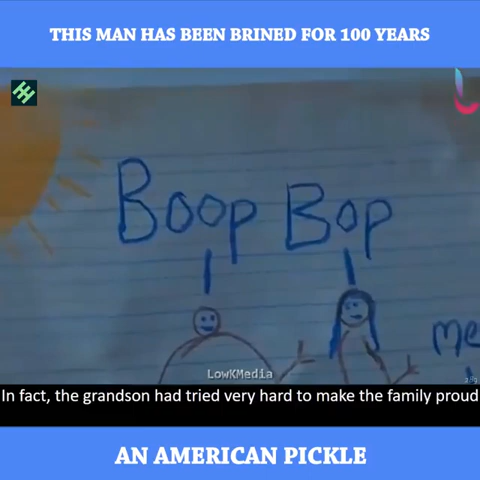 THIS MAN HAS BEEN BRINED FOR 100 YEARS
Boop Bop
me
LowKMedia
In fact, the grandson had tried very hard to make the family proud
AN AMERICAN PICKLE